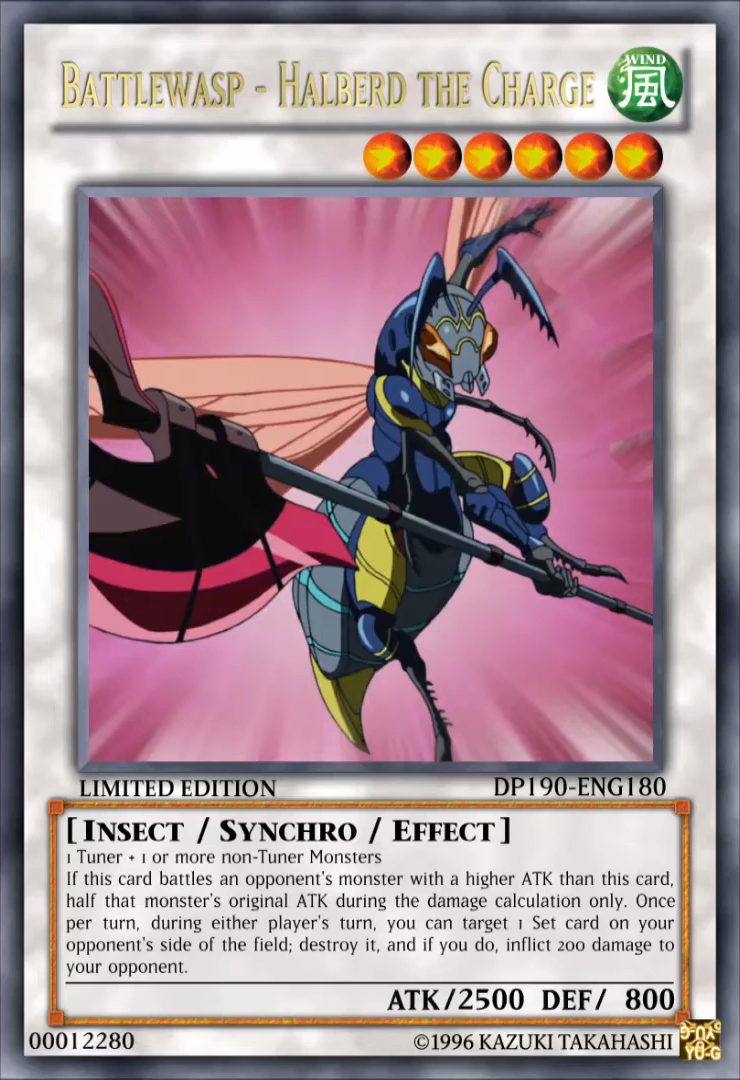 Battlewasp - Halberd the Charge
WIND
風
LIMITED EDITION DP190-ENG180
[Insect / Synchro / Effect]
1 Tuner + 1 or more non-Tuner Monsters
If this card battles an opponent's monster with a higher ATK than this card,
half that monster's original ATK during the damage calculation only. Once
per turn, during either player's turn, you can target 1 Set card on your
opponent's side of the field; destroy it, and if you do, inflict 200 damage to
your opponent.
ATK/2500 DEF/ 800
00012280 ©1996 KAZUKI TAKAHASHI